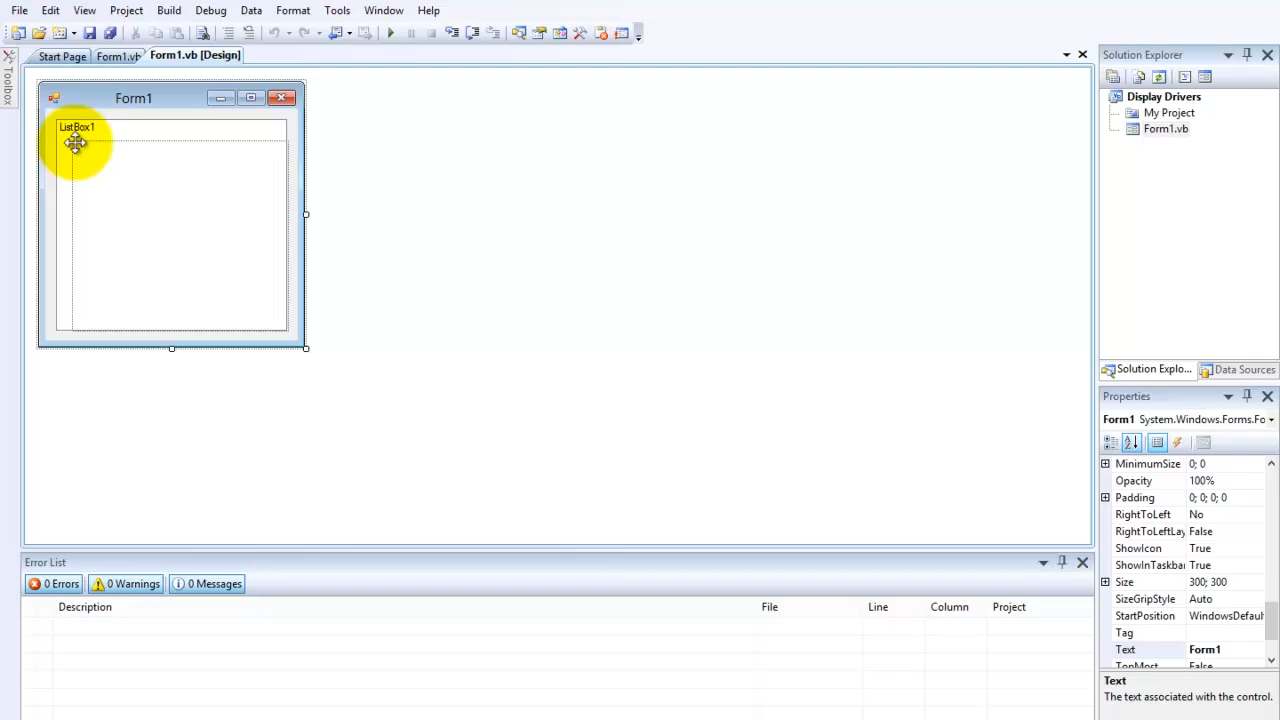 File Edit View Project Build Debug Data Format Tools Window Help
Start Page Form1.vb Form1.vb [Design]
Form1
ListBox1
Toolbox
Solution Explorer
Display Drivers
My Project
Form1.vb
Solution Explo... Data Sources
Properties
Form1 System.Windows.Forms.Fo
MinimumSize 0; 0
Opacity 100%
Padding 0; 0; 0; 0
RightToLeft No
RightToLeftLay False
ShowIcon True
ShowInTaskbar True
Size 300; 300
SizeGripStyle Auto
StartPosition WindowsDefaul
Tag
Text Form1
TopMost False
Text
The text associated with the control.
Error List
0 Errors 0 Warnings 0 Messages
Description File Line Column Project